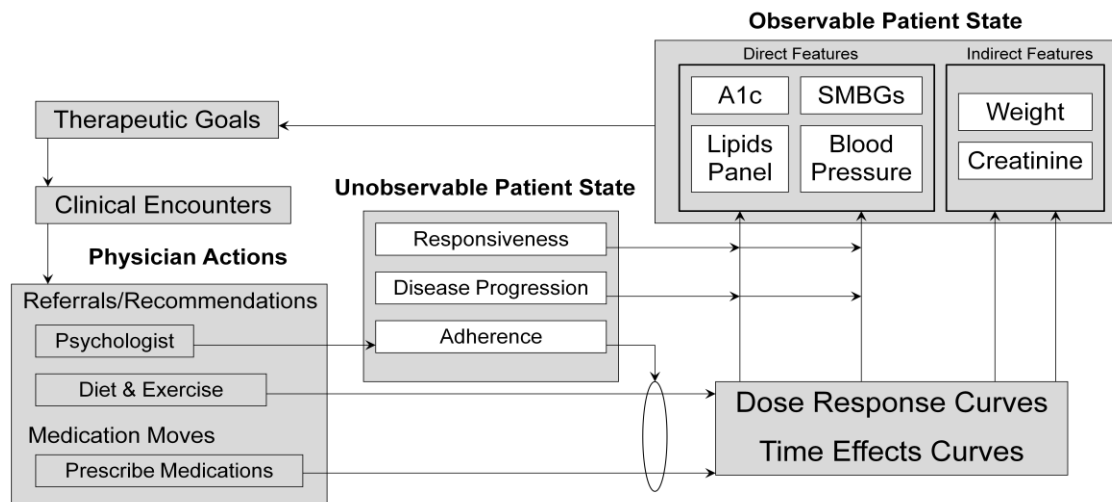 Observable Patient State
Direct Features
Indirect Features
A1c
SMBGs
Lipids
Panel
Blood
Pressure
Weight
Creatinine
Therapeutic Goals
Clinical Encounters
Unobservable Patient State
Responsiveness
Disease Progression
Adherence
Physician Actions
Referrals/Recommendations
Psychologist
Diet & Exercise
Medication Moves
Prescribe Medications
Dose Response Curves
Time Effects Curves